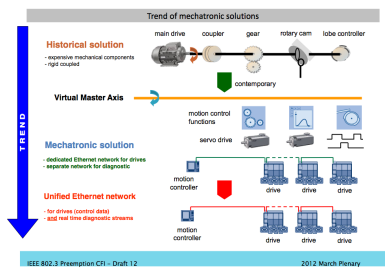 Trend of mechatronic solutions
main drive
coupler
gear
rotary cam
lobe controller
Historical solution
- expensive mechanical components
- rigid coupled
contemporary
Virtual Master Axis
motion control
functions
servo drive
TREND
Mechatronic solution
- dedicated Ethernet network for drives
- separate network for diagnostic
motion
controller
drive
drive
drive
Unified Ethernet network
- for drives (control data)
- and real time diagnostic streams
motion
controller
drive
drive
drive
IEEE 802.3 Preemption CFI – Draft 12
2012 March Plenary